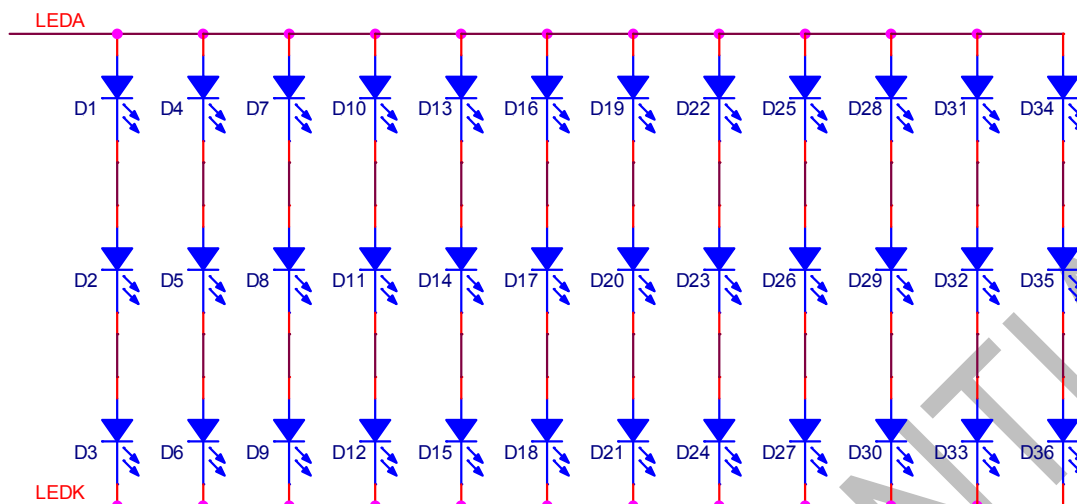 LEDA
D1 D4 D7 D10 D13 D16 D19 D22 D25 D28 D31 D34
D2 D5 D8 D11 D14 D17 D20 D23 D26 D29 D32 D35
D3 D6 D9 D12 D15 D18 D21 D24 D27 D30 D33 D36
LEDK